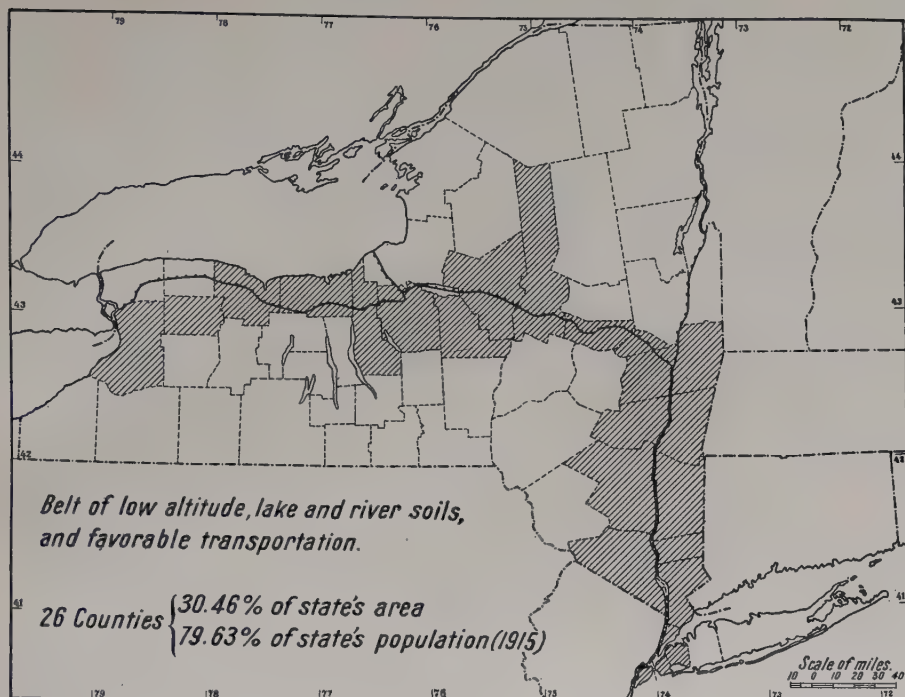 79 78 77 76 75 74 73 72
44 44
43 43
42 42
Belt of low altitude, lake and river soils,
and favorable transportation.
41 41
26 Counties { 30.46% of state's area
79.63% of state's population (1915)
Scale of miles.
10 0 10 20 30 40
79 78 77 76 75 74 73 72